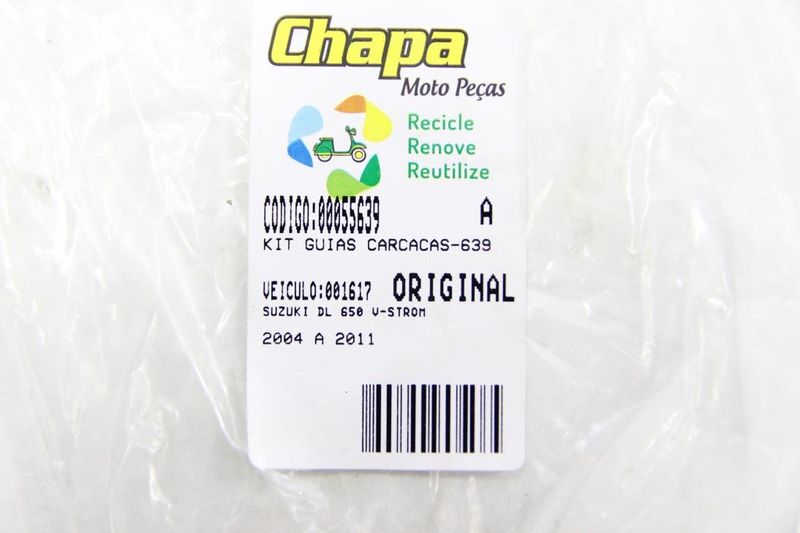 Chapa
Moto Peças
Recicle
Renove
Reutilize
CODIGO:00055639 A
KIT GUIAS CARCACAS-639
VEICULO:001617 ORIGINAL
SUZUKI DL 650 V-STROM
2004 A 2011